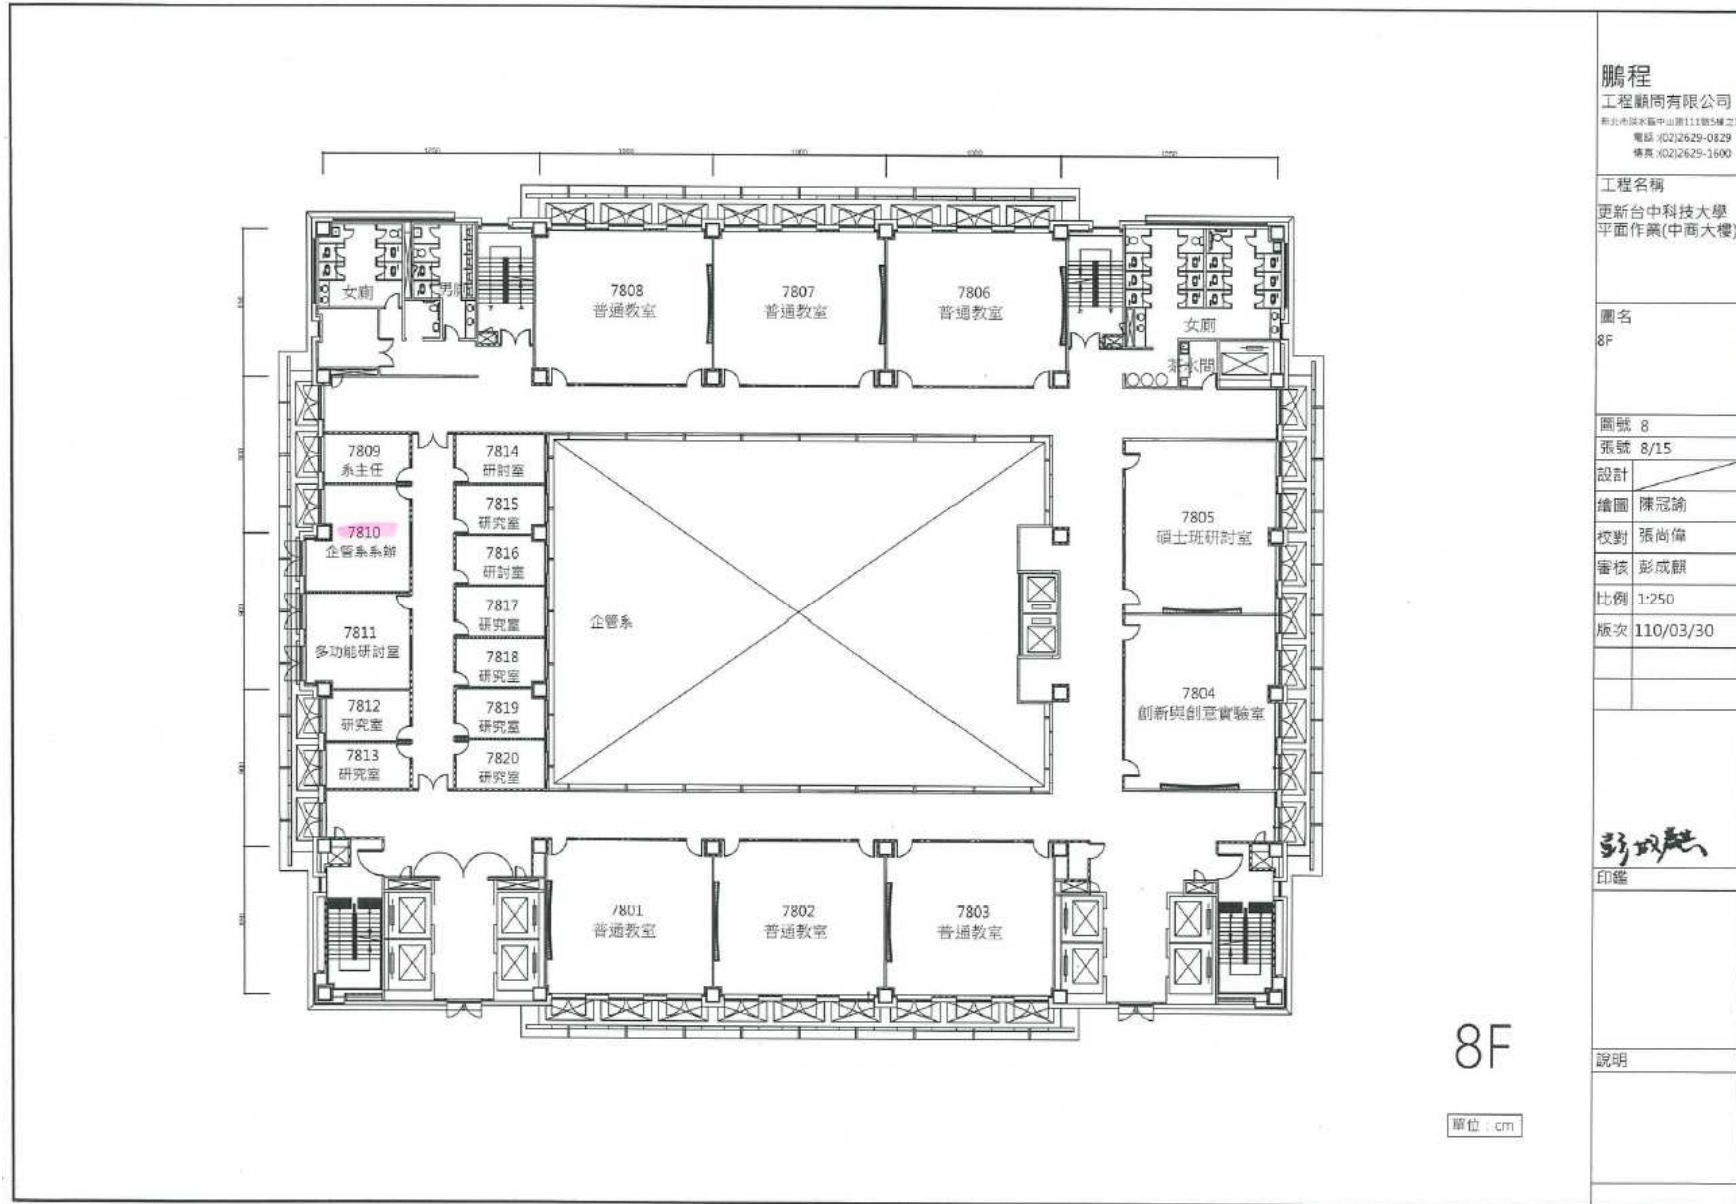 鵬程
工程顧問有限公司
電話:(02)2629-0829
傳真:(02)2629-1600
工程名稱
更新台中科技大學
平面作業(中商大樓)
圖名
8F
圖號 8
張號 8/15
設計
繪圖 陳冠諭
校對 張尚偉
審核 彭成麒
比例 1:250
版次 110/03/30
彭成麒
印鑑
說明
女廁
男廁
7808
普通教室
7807
普通教室
7806
普通教室
女廁
茶水間
7809
系主任
7810
企管系系辦
7811
多功能研討室
7812
研究室
7813
研究室
7814
研討室
7815
研究室
7816
研討室
7817
研究室
7818
研究室
7819
研究室
7820
研究室
企管系
7805
碩士班研討室
7804
創新與創意實驗室
7801
普通教室
7802
普通教室
7803
普通教室
8F
單位：cm